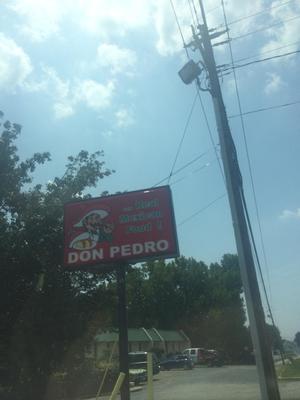 ... Real
Mexican
Food !
DON PEDRO